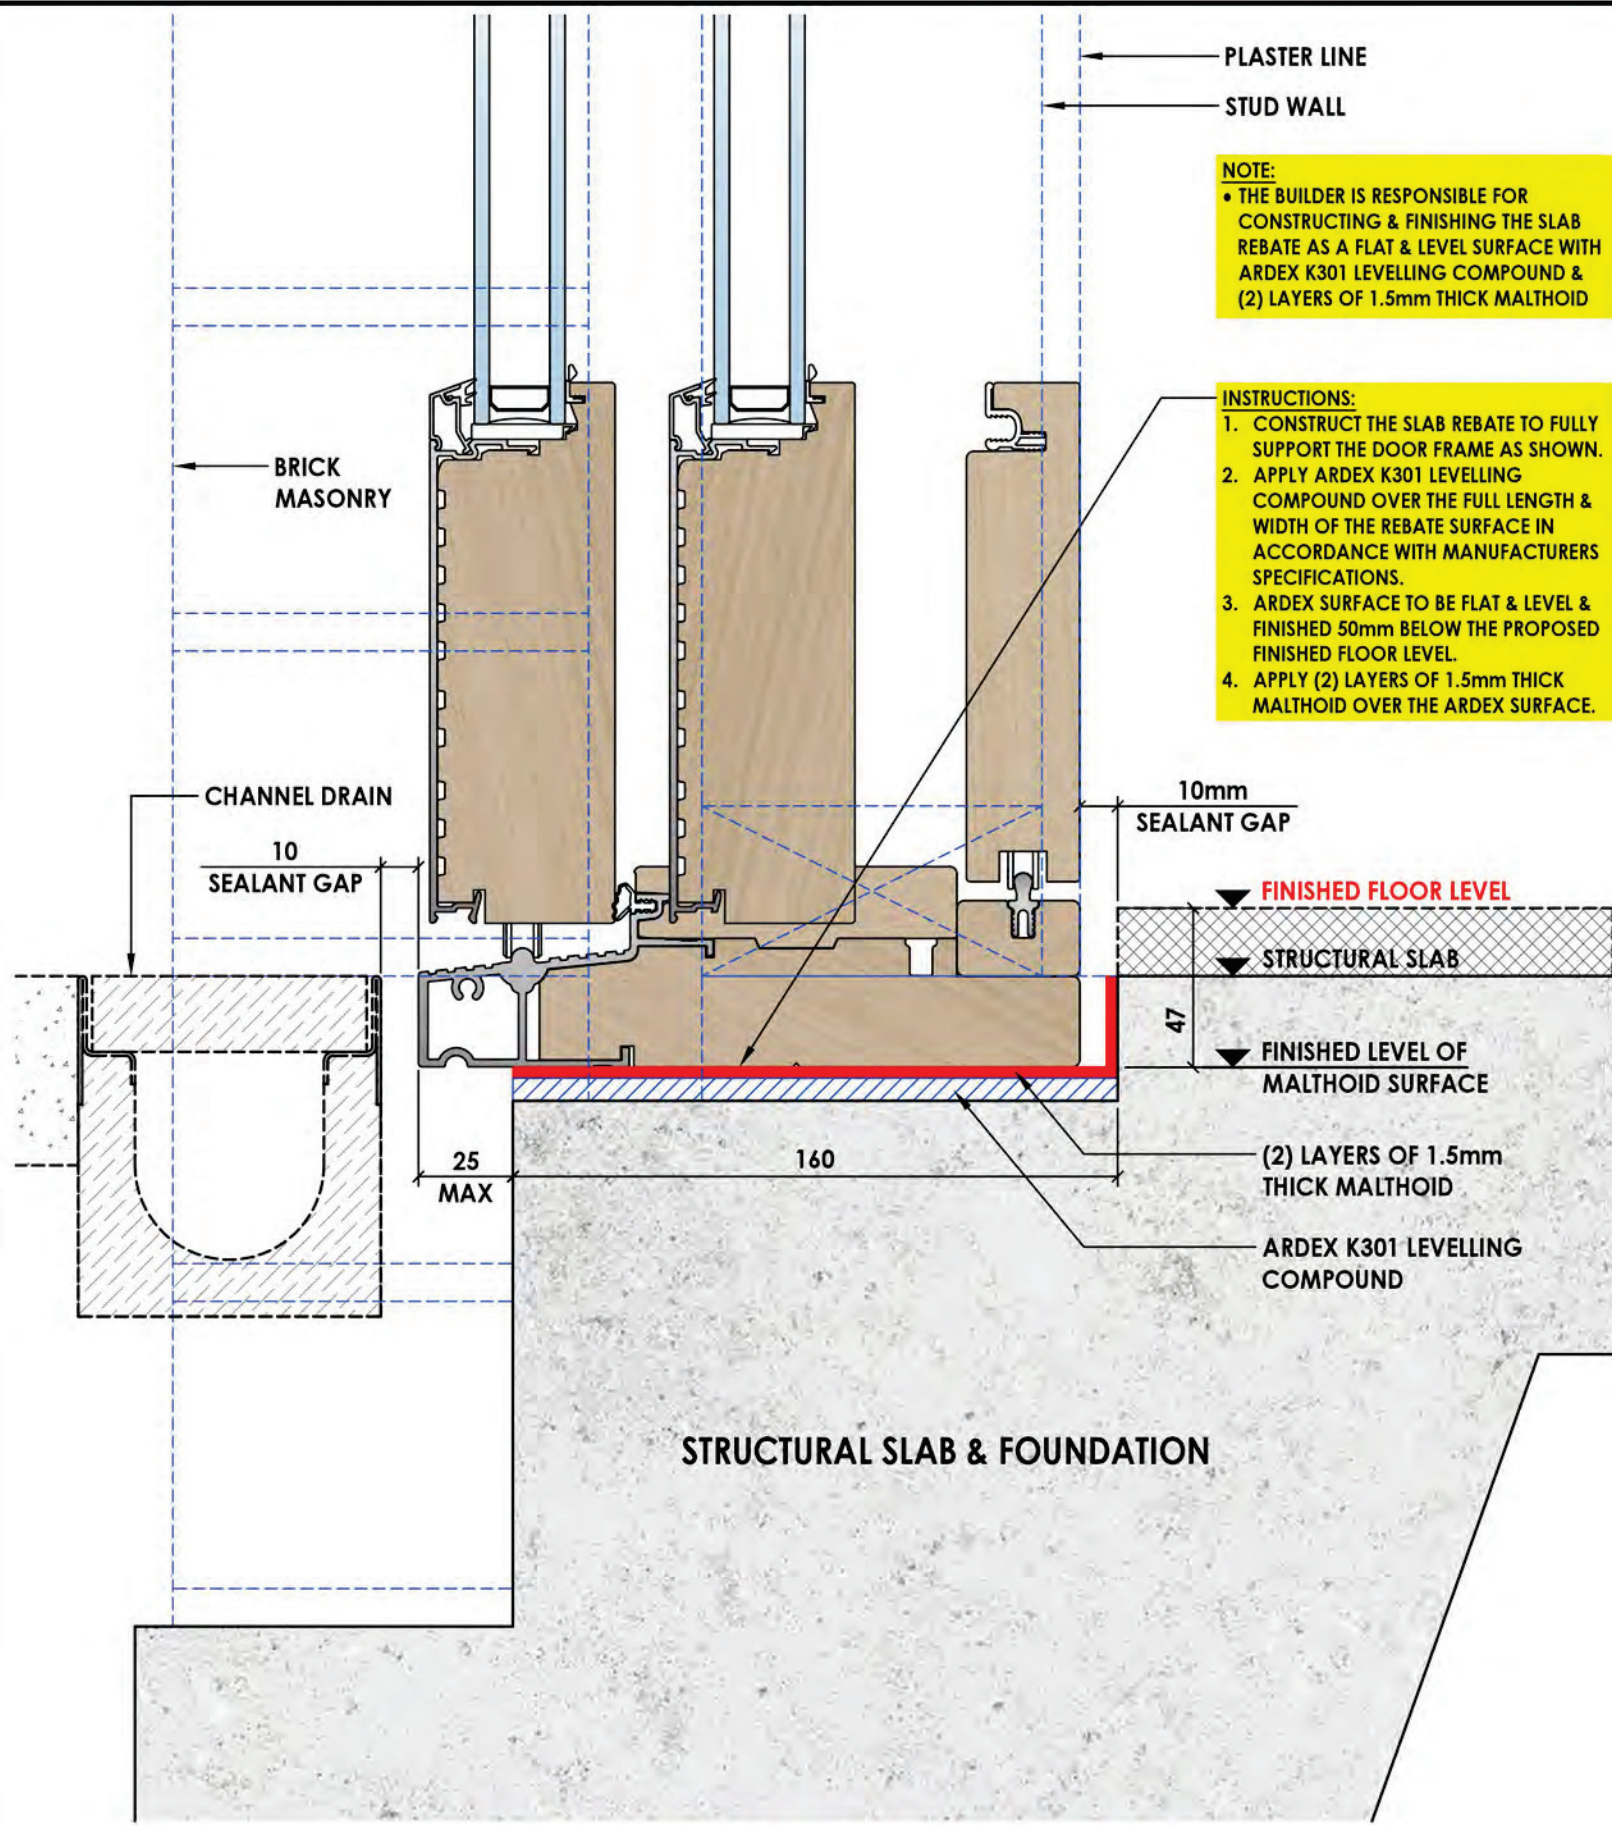 PLASTER LINE
STUD WALL
NOTE:
• THE BUILDER IS RESPONSIBLE FOR
CONSTRUCTING & FINISHING THE SLAB
REBATE AS A FLAT & LEVEL SURFACE WITH
ARDEX K301 LEVELLING COMPOUND &
(2) LAYERS OF 1.5mm THICK MALTHOID
INSTRUCTIONS:
1. CONSTRUCT THE SLAB REBATE TO FULLY
SUPPORT THE DOOR FRAME AS SHOWN.
2. APPLY ARDEX K301 LEVELLING
COMPOUND OVER THE FULL LENGTH &
WIDTH OF THE REBATE SURFACE IN
ACCORDANCE WITH MANUFACTURERS
SPECIFICATIONS.
3. ARDEX SURFACE TO BE FLAT & LEVEL &
FINISHED 50mm BELOW THE PROPOSED
FINISHED FLOOR LEVEL.
4. APPLY (2) LAYERS OF 1.5mm THICK
MALTHOID OVER THE ARDEX SURFACE.
BRICK
MASONRY
CHANNEL DRAIN
10
SEALANT GAP
10mm
SEALANT GAP
FINISHED FLOOR LEVEL
STRUCTURAL SLAB
47
FINISHED LEVEL OF
MALTHOID SURFACE
25
MAX
160
(2) LAYERS OF 1.5mm
THICK MALTHOID
ARDEX K301 LEVELLING
COMPOUND
STRUCTURAL SLAB & FOUNDATION